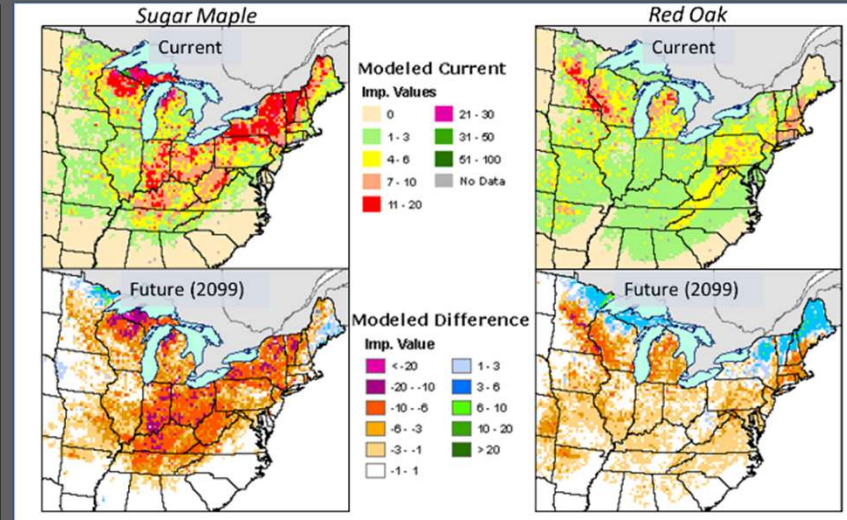 Sugar Maple
Red Oak
Current
Current
Modeled Current
Imp. Values
0
1 - 3
4 - 6
7 - 10
11 - 20
21 - 30
31 - 50
51 - 100
No Data
Future (2099)
Future (2099)
Modeled Difference
Imp. Value
< -20
-20 - -10
-10 - -6
-6 - -3
-3 - -1
-1 - 1
1 - 3
3 - 6
6 - 10
10 - 20
> 20